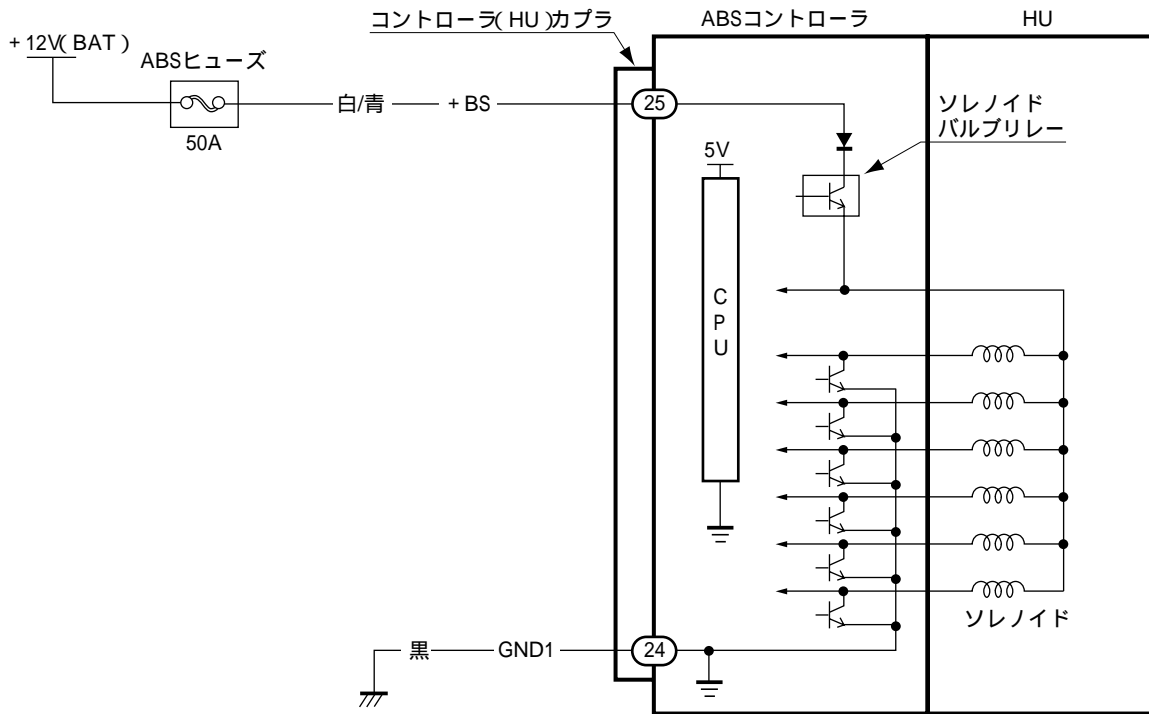 コントローラ(HU)カプラ
ABSコントローラ
HU
+12V(BAT)
ABSヒューズ
50A
白/青
+BS
25
ソレノイド
バルブリレー
5V
C
P
U
ソレノイド
黒
GND1
24